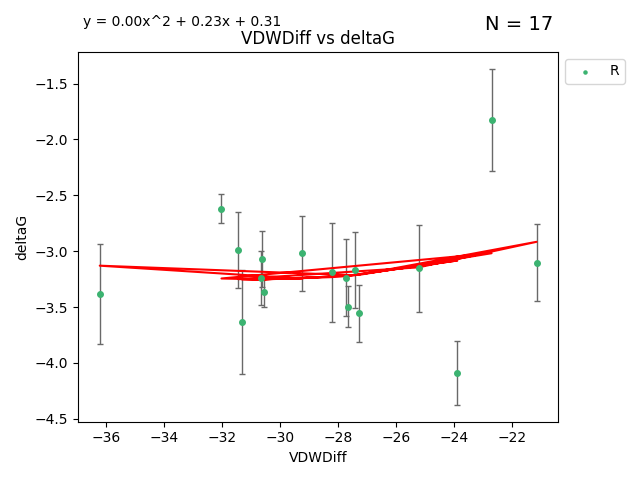 y = 0.00x^2 + 0.23x + 0.31
N = 17
VDWDiff vs deltaG
R
−1.5
−2.0
−2.5
−3.0
−3.5
−4.0
−4.5
deltaG
−36 −34 −32 −30 −28 −26 −24 −22
VDWDiff